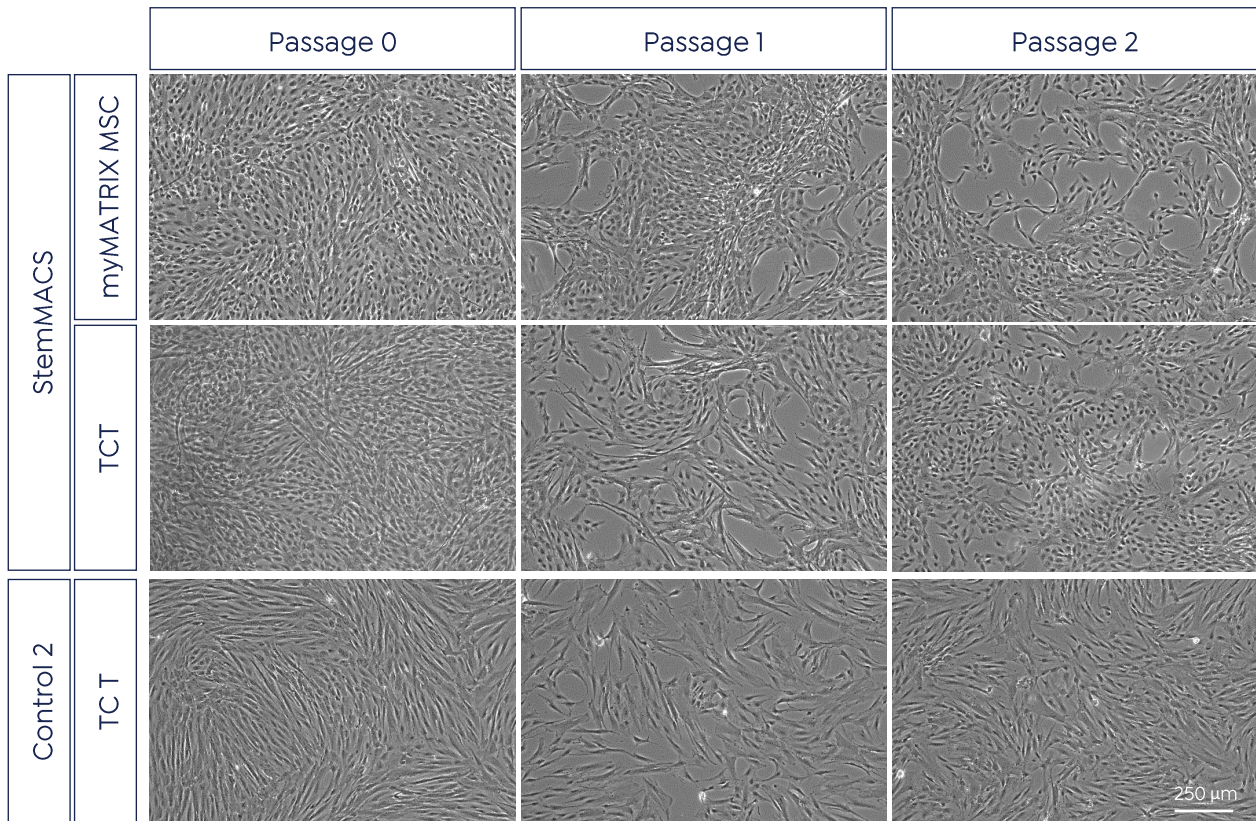 Passage 0
Passage 1
Passage 2
StemMACS
myMATRIX MSC
TCT
Control 2
TC T
250 µm